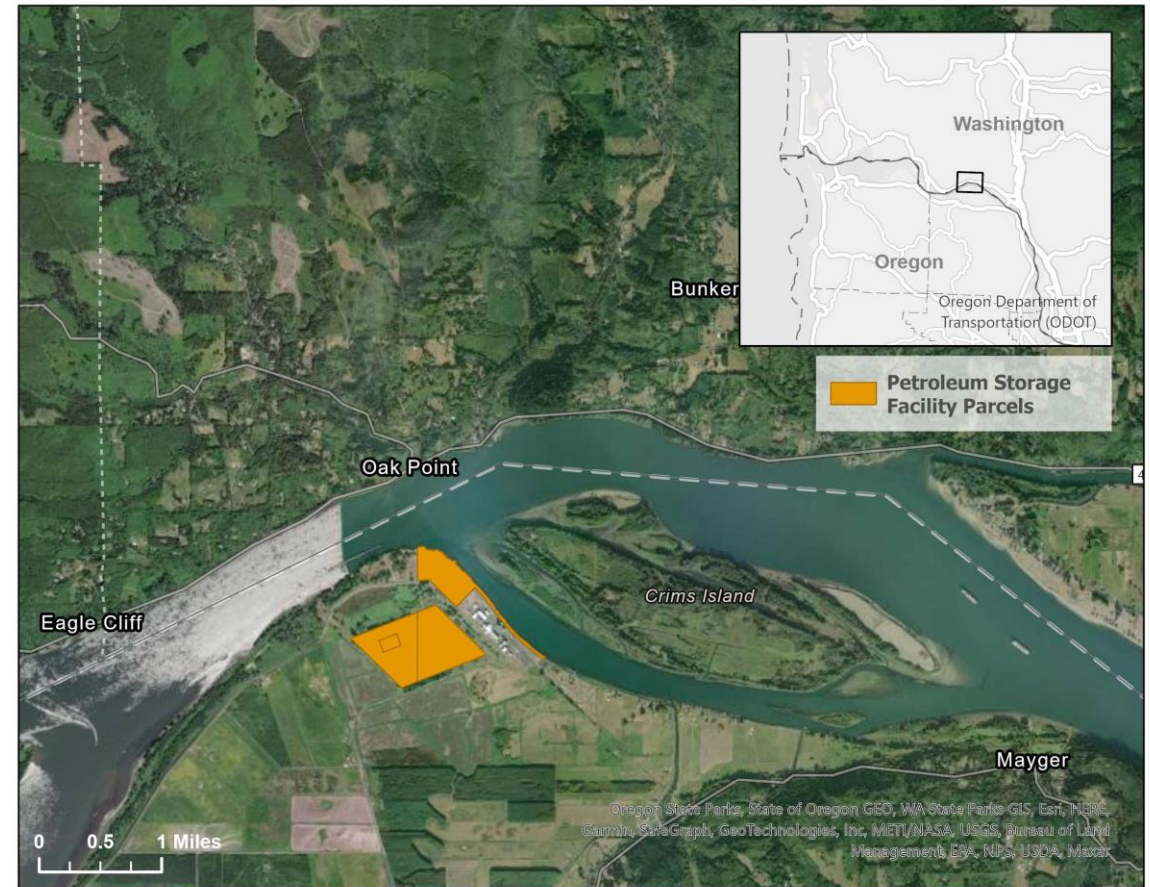 Washington
Oregon
Oregon Department of
Transportation (ODOT)
Bunker
Petroleum Storage
Facility Parcels
Oak Point
4
Crims Island
Eagle Cliff
Mayger
0 0.5 1 Miles
Oregon State Parks, State of Oregon GEO, WA State Parks GIS, Esri, HERE,
Garmin, SafeGraph, GeoTechnologies, Inc, METI/NASA, USGS, Bureau of Land
Management, EPA, NPS, USDA, Maxar